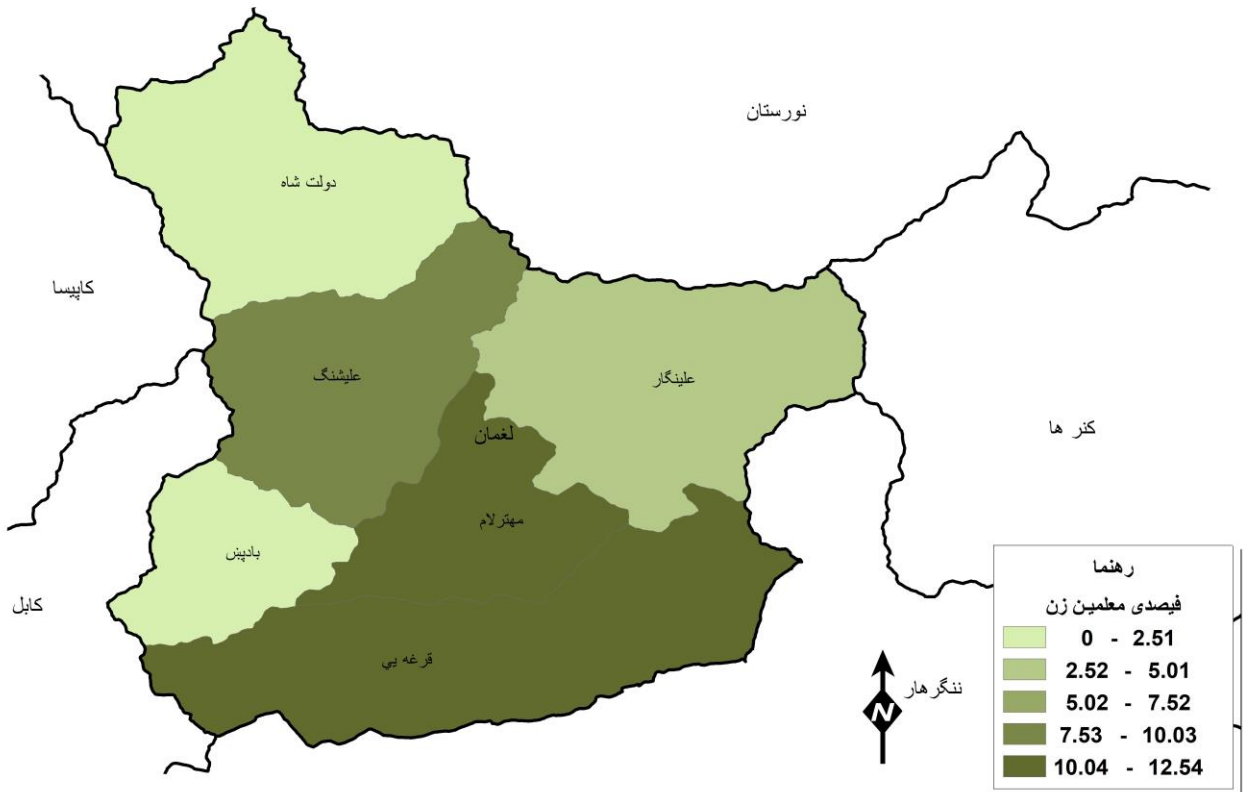 نورستان
دولت شاه
کاپیسا
علیشنگ
علینگار
کنر ها
لغمان
مهترلام
بادپښ
کابل
قرغه یي
ننگرهار
N
رهنما
فیصدی معلمین زن
0 - 2.51
2.52 - 5.01
5.02 - 7.52
7.53 - 10.03
10.04 - 12.54